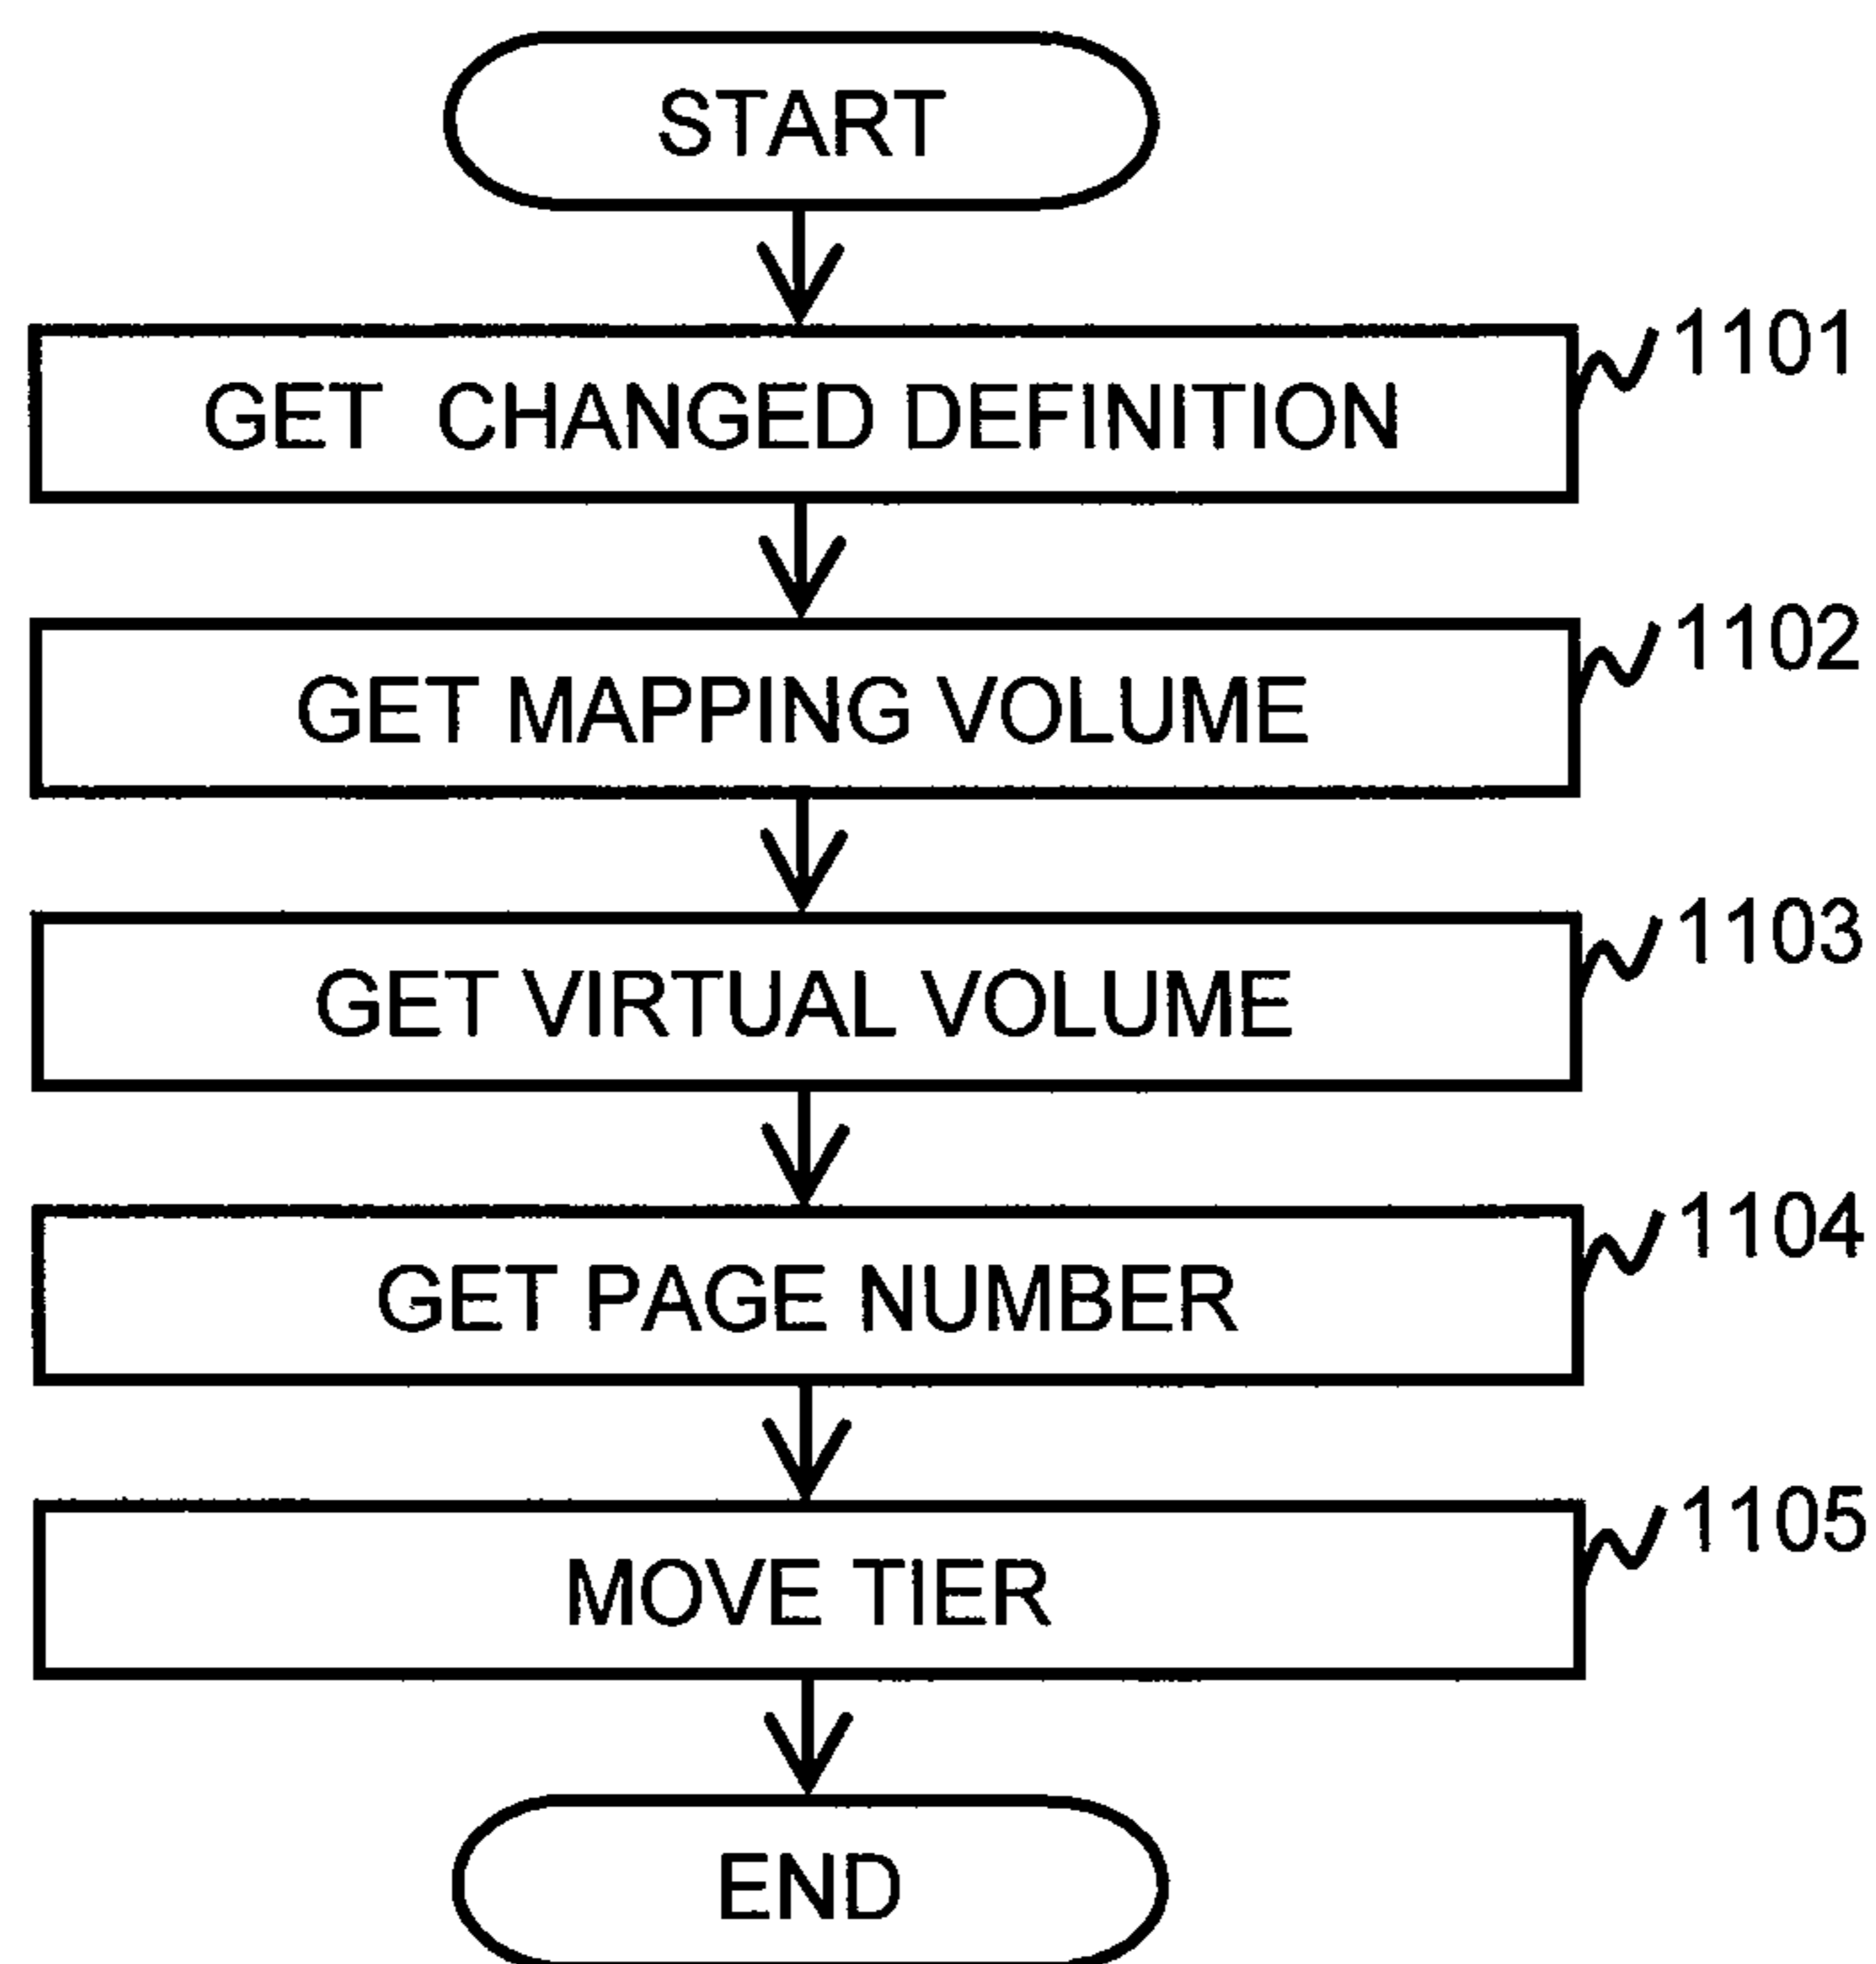 START
GET CHANGED DEFINITION
1101
GET MAPPING VOLUME
1102
GET VIRTUAL VOLUME
1103
GET PAGE NUMBER
1104
MOVE TIER
1105
END